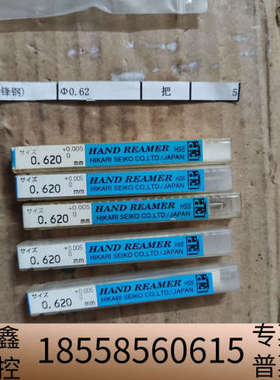 锋钢)
Φ0.62
把
5
サイズ +0.005
0
0.620 mm
HAND REAMER HSS
HIKARI SEIKO CO.,LTD./JAPAN
サイズ +0.005
0
0.620 mm
HAND REAMER HSS
HIKARI SEIKO CO.,LTD./JAPAN
サイズ +0.005
0
0.620 mm
HAND REAMER HSS
HIKARI SEIKO CO.,LTD./JAPAN
サイズ +0.005
0
0.620 mm
HAND REAMER HSS
HIKARI SEIKO CO.,LTD./JAPAN
サイズ +0.005
0
0.620 mm
HAND REAMER HSS
HIKARI SEIKO CO.,LTD./JAPAN
鑫 18558560615 专
控 普